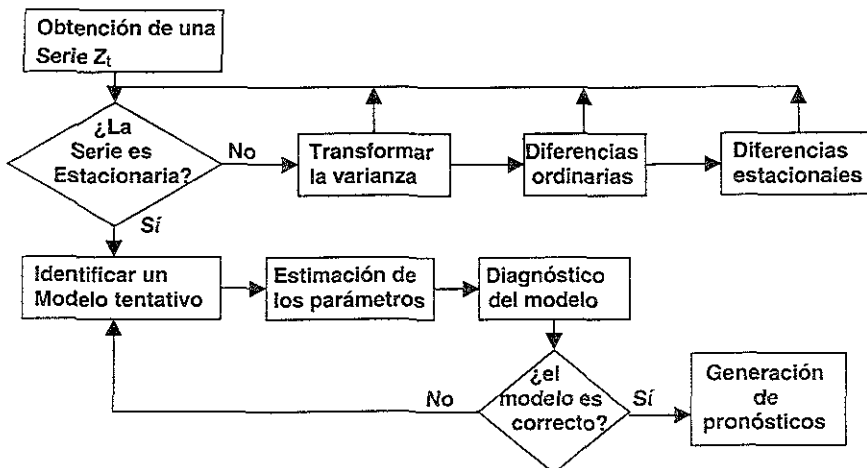 Obtención de una
Serie Zt
¿La
Serie es
Estacionaria?
No
Transformar
la varianza
Diferencias
ordinarias
Diferencias
estacionales
Sí
Identificar un
Modelo tentativo
Estimación de
los parámetros
Diagnóstico
del modelo
¿el
modelo es
correcto?
No
Sí
Generación
de
pronósticos